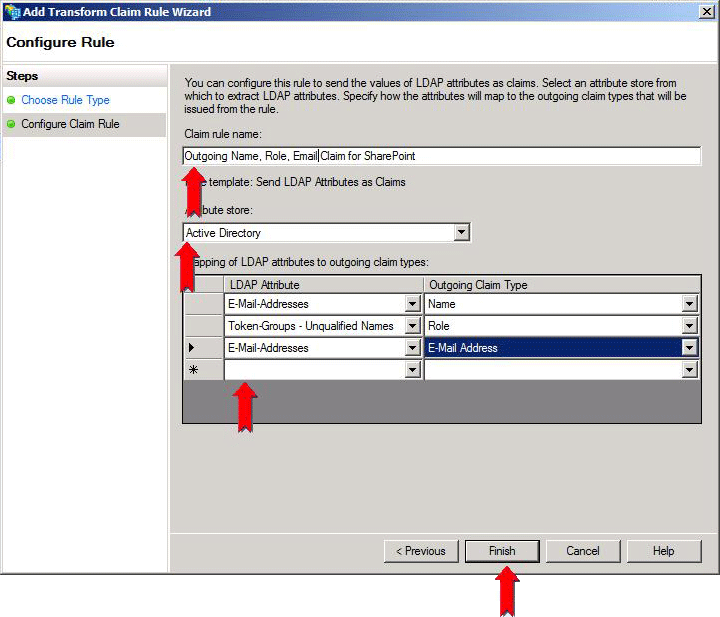 Add Transform Claim Rule Wizard
Configure Rule
Steps
Choose Rule Type
Configure Claim Rule
You can configure this rule to send the values of LDAP attributes as claims. Select an attribute store from
which to extract LDAP attributes. Specify how the attributes will map to the outgoing claim types that will be
issued from the rule.
Claim rule name:
Outgoing Name, Role, Email Claim for SharePoint
template: Send LDAP Attributes as Claims
store:
Active Directory
of LDAP attributes to outgoing claim types:
LDAP Attribute Outgoing Claim Type
E-Mail-Addresses Name
Token-Groups - Unqualified Names Role
E-Mail-Addresses E-Mail Address
< Previous Finish Cancel Help